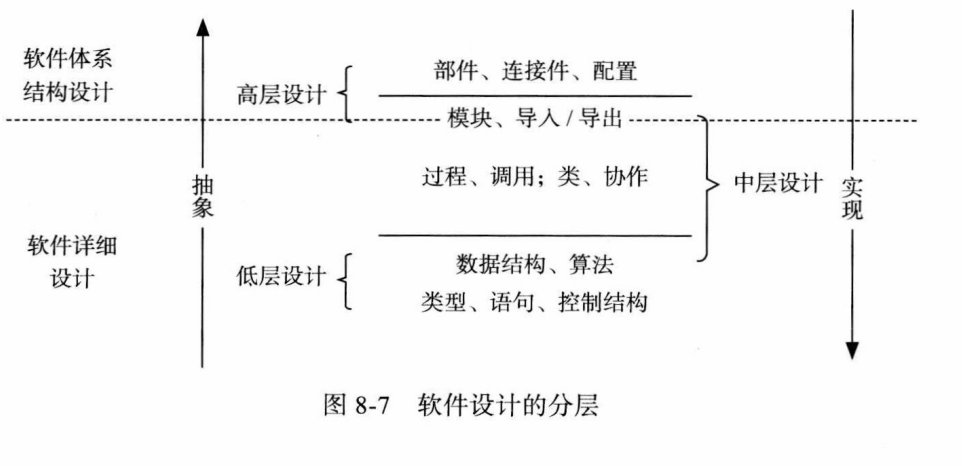 软件体系
结构设计
高层设计
部件、连接件、配置
模块、导入 / 导出
抽象
过程、调用；类、协作
中层设计
实现
软件详细
设计
低层设计
数据结构、算法
类型、语句、控制结构
图 8-7 软件设计的分层